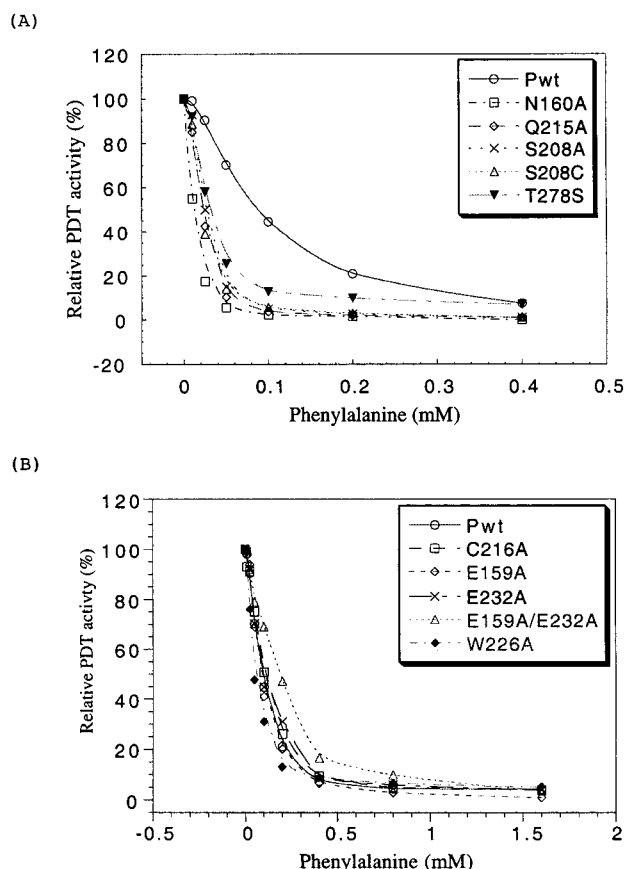 (A)
120
100
80
60
40
20
0
-20
Relative PDT activity (%)
Pwt
N160A
Q215A
S208A
S208C
T278S
0
0.1
0.2
0.3
0.4
0.5
Phenylalanine (mM)
(B)
120
100
80
60
40
20
0
Relative PDT activty (%)
Pwt
C216A
E159A
E232A
E159A/E232A
W226A
-0.5
0
0.5
1
1.5
2
Phenylalanine (mM)